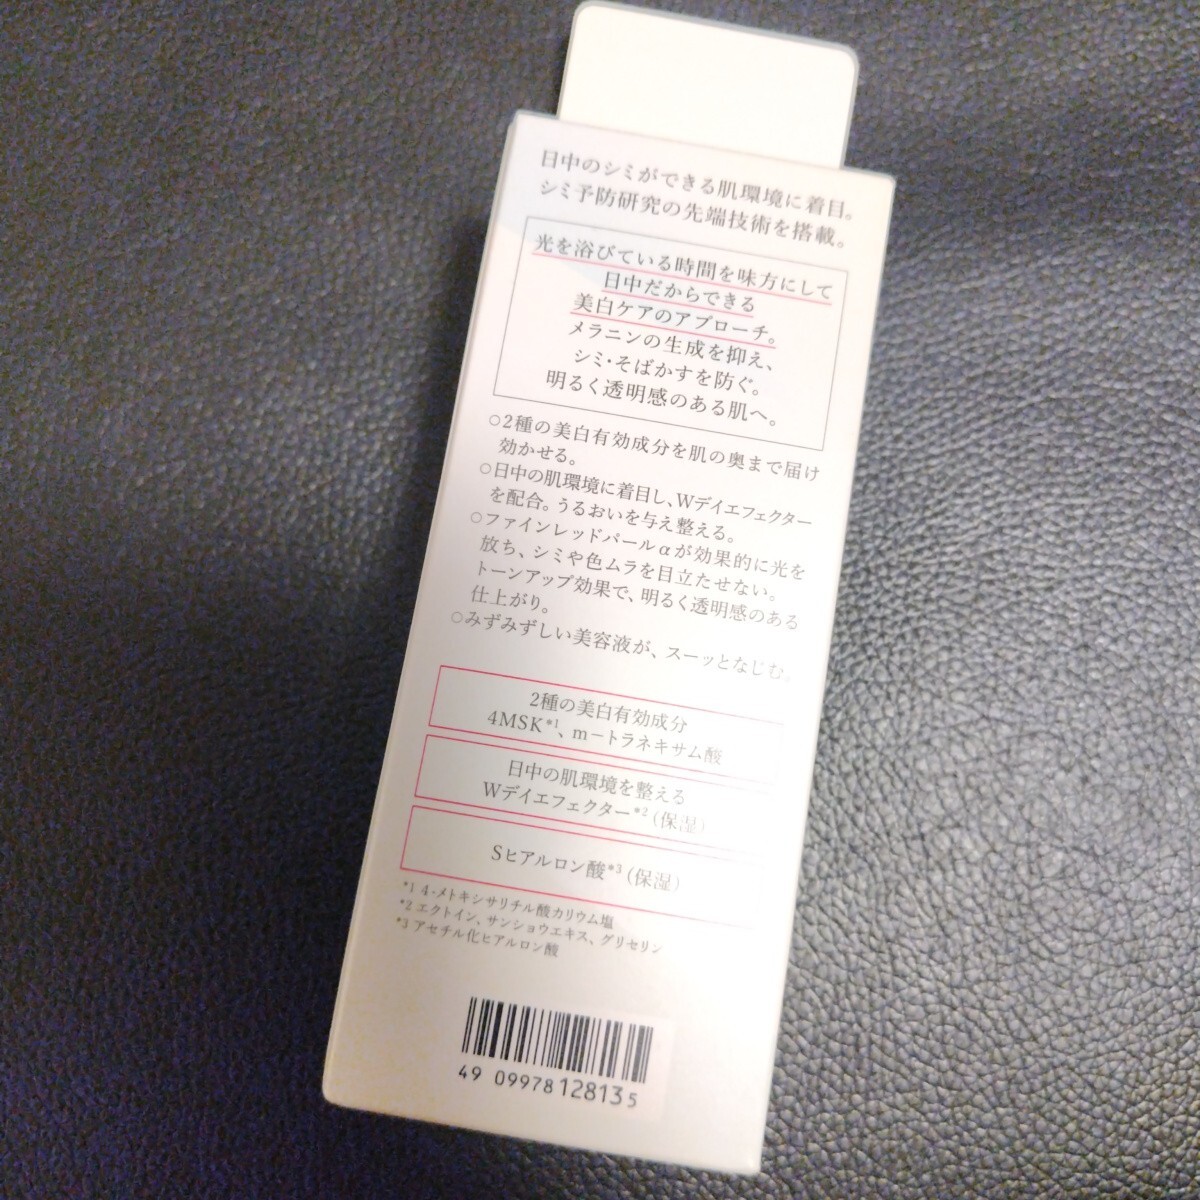 日中のシミができる肌環境に着目。
シミ予防研究の先端技術を搭載。
光を浴びている時間を味方にして
日中だからできる
美白ケアのアプローチ。
メラニンの生成を抑え、
シミ・そばかすを防ぐ。
明るく透明感のある肌へ。
○2種の美白有効成分を肌の奥まで届け
効かせる。
○日中の肌環境に着目し、Wデイエフェクター
を配合。うるおいを与え整える。
○ファインレッドパールαが効果的に光を
放ち、シミや色ムラを目立たせない。
トーンアップ効果で、明るく透明感のある
仕上がり。
○みずみずしい美容液が、スーッとなじむ。
2種の美白有効成分
4MSK*1、m－トラネキサム酸
日中の肌環境を整える
Wデイエフェクター*2(保湿)
Sヒアルロン酸*3(保湿)
*1 4-メトキシサリチル酸カリウム塩
*2 エクトイン、サンショウエキス、グリセリン
*3 アセチル化ヒアルロン酸
49 09978 128135